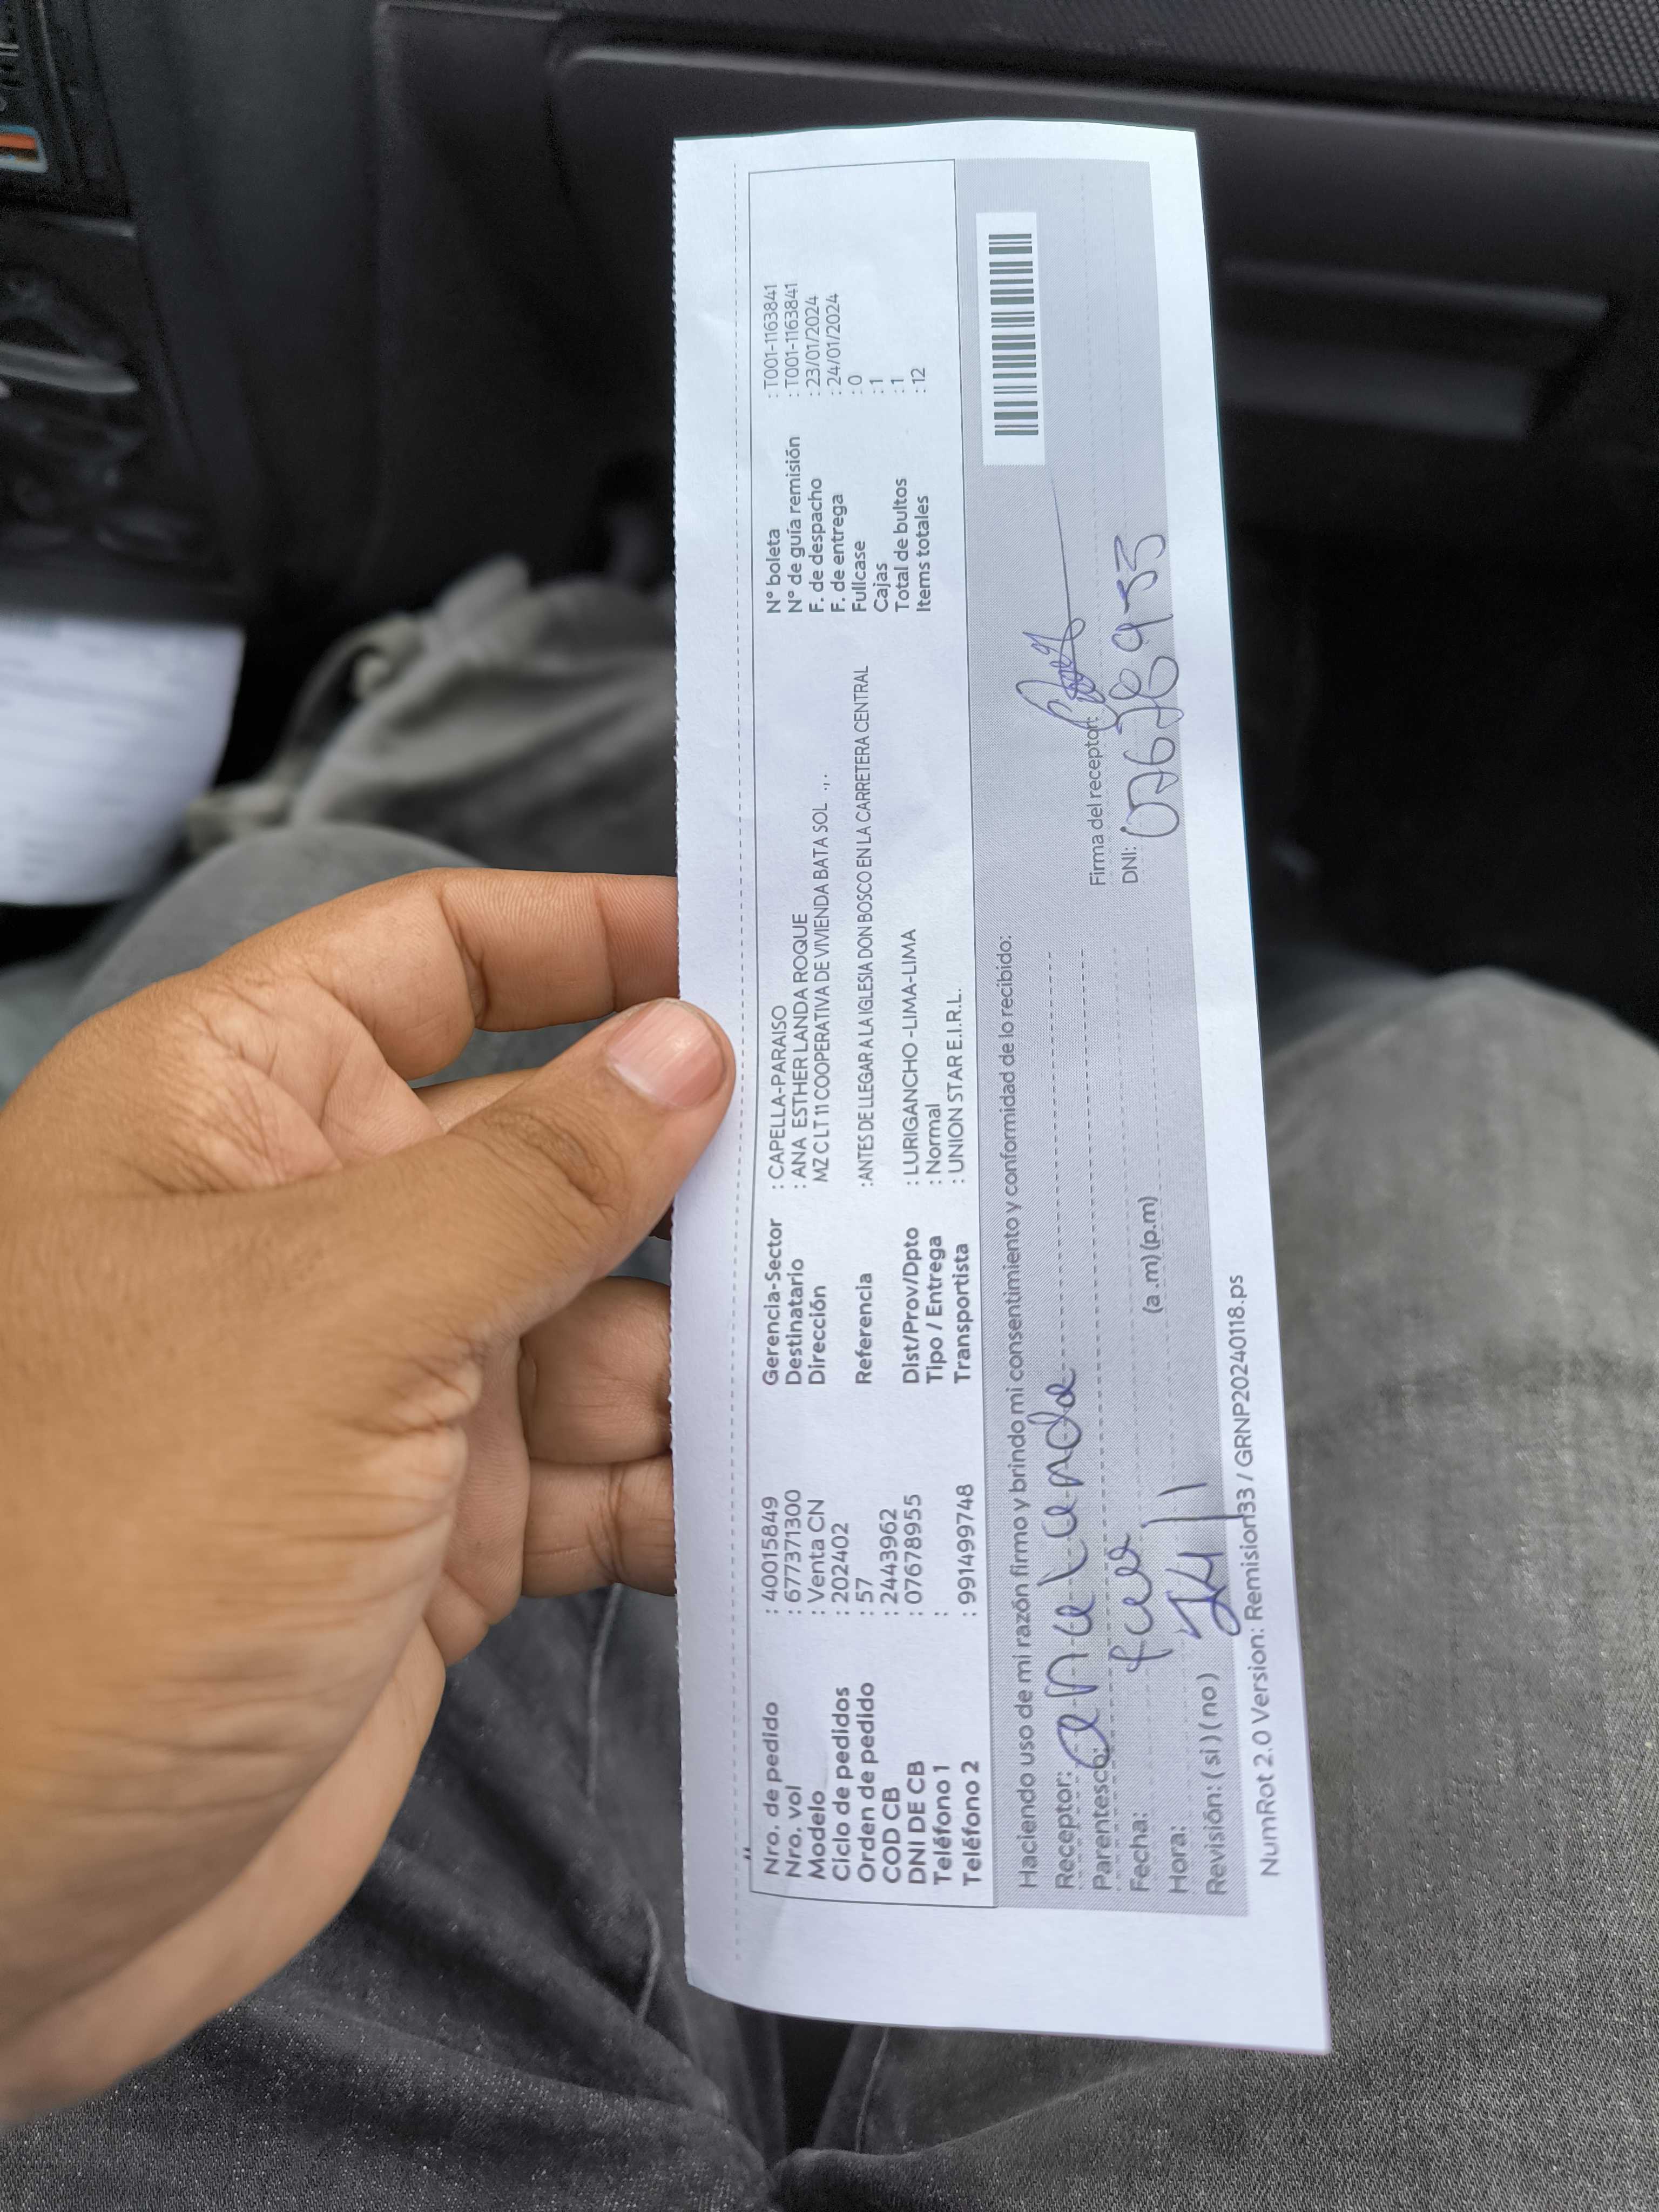 Nro. de pedido : 40015849 Gerencia-Sector : CAPELLA-PARAISO N° boleta : T001-1163841
Nro. vol : 677371300 Destinatario : ANA ESTHER LANDA ROQUE N° de guía remisión : T001-1163841
Modelo : Venta CN Dirección MZ C LT 11 COOPERATIVA DE VIVIENDA BATA SOL .,. F. de despacho : 23/01/2024
Ciclo de pedidos : 202402 F. de entrega : 24/01/2024
Orden de pedido : 57 Referencia : ANTES DE LLEGAR A LA IGLESIA DON BOSCO EN LA CARRETERA CENTRAL Fullcase : 0
COD CB : 2443962 Cajas : 1
DNI DE CB : 07678955 Dist/Prov/Dpto : LURIGANCHO -LIMA-LIMA Total de bultos : 1
Teléfono 1 : Tipo / Entrega : Normal Items totales : 12
Teléfono 2 : 991499748 Transportista : UNION STAR E.I.R.L.
Haciendo uso de mi razón firmo y brindo mi consentimiento y conformidad de lo recibido:
Receptor: ana landa
Parentesco: Firma del receptor:
Fecha: DNI:
Hora: (a .m) (p.m)
Revisión: ( si ) ( no )
NumRot 2.0 Version: Remision33 / GRNP20240118.ps